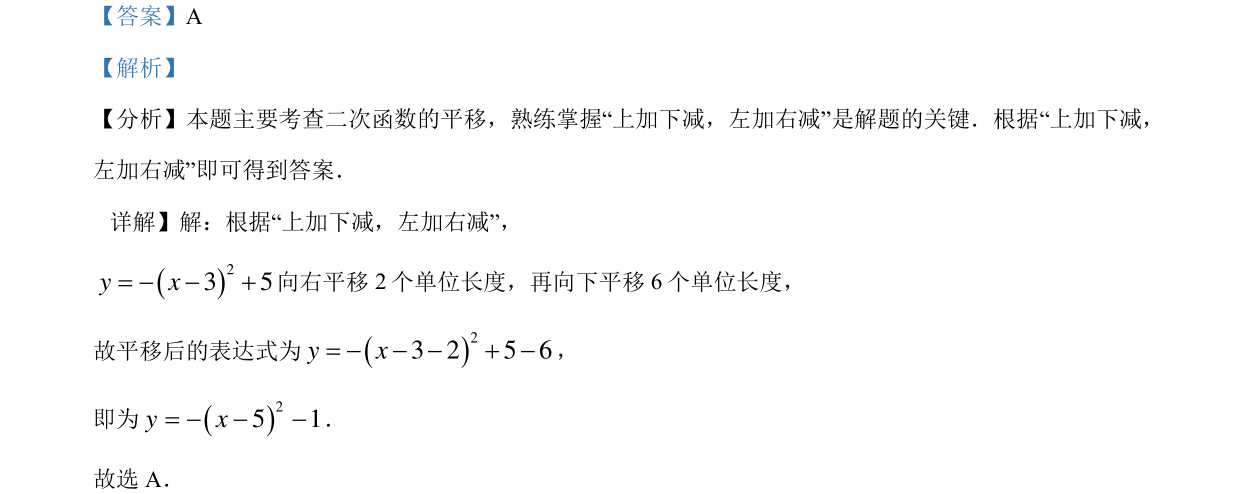 【答案】A
【解析】
【分析】本题主要考查二次函数的平移，熟练掌握“上加下减，左加右减”是解题的关键．根据“上加下减，
左加右减”即可得到答案．
详解】解：根据“上加下减，左加右减”，
y＝−(x−3)²+5向右平移 2 个单位长度，再向下平移 6 个单位长度，
故平移后的表达式为 y＝−(x−3−2)²+5−6，
即为 y＝−(x−5)²−1．
故选 A．